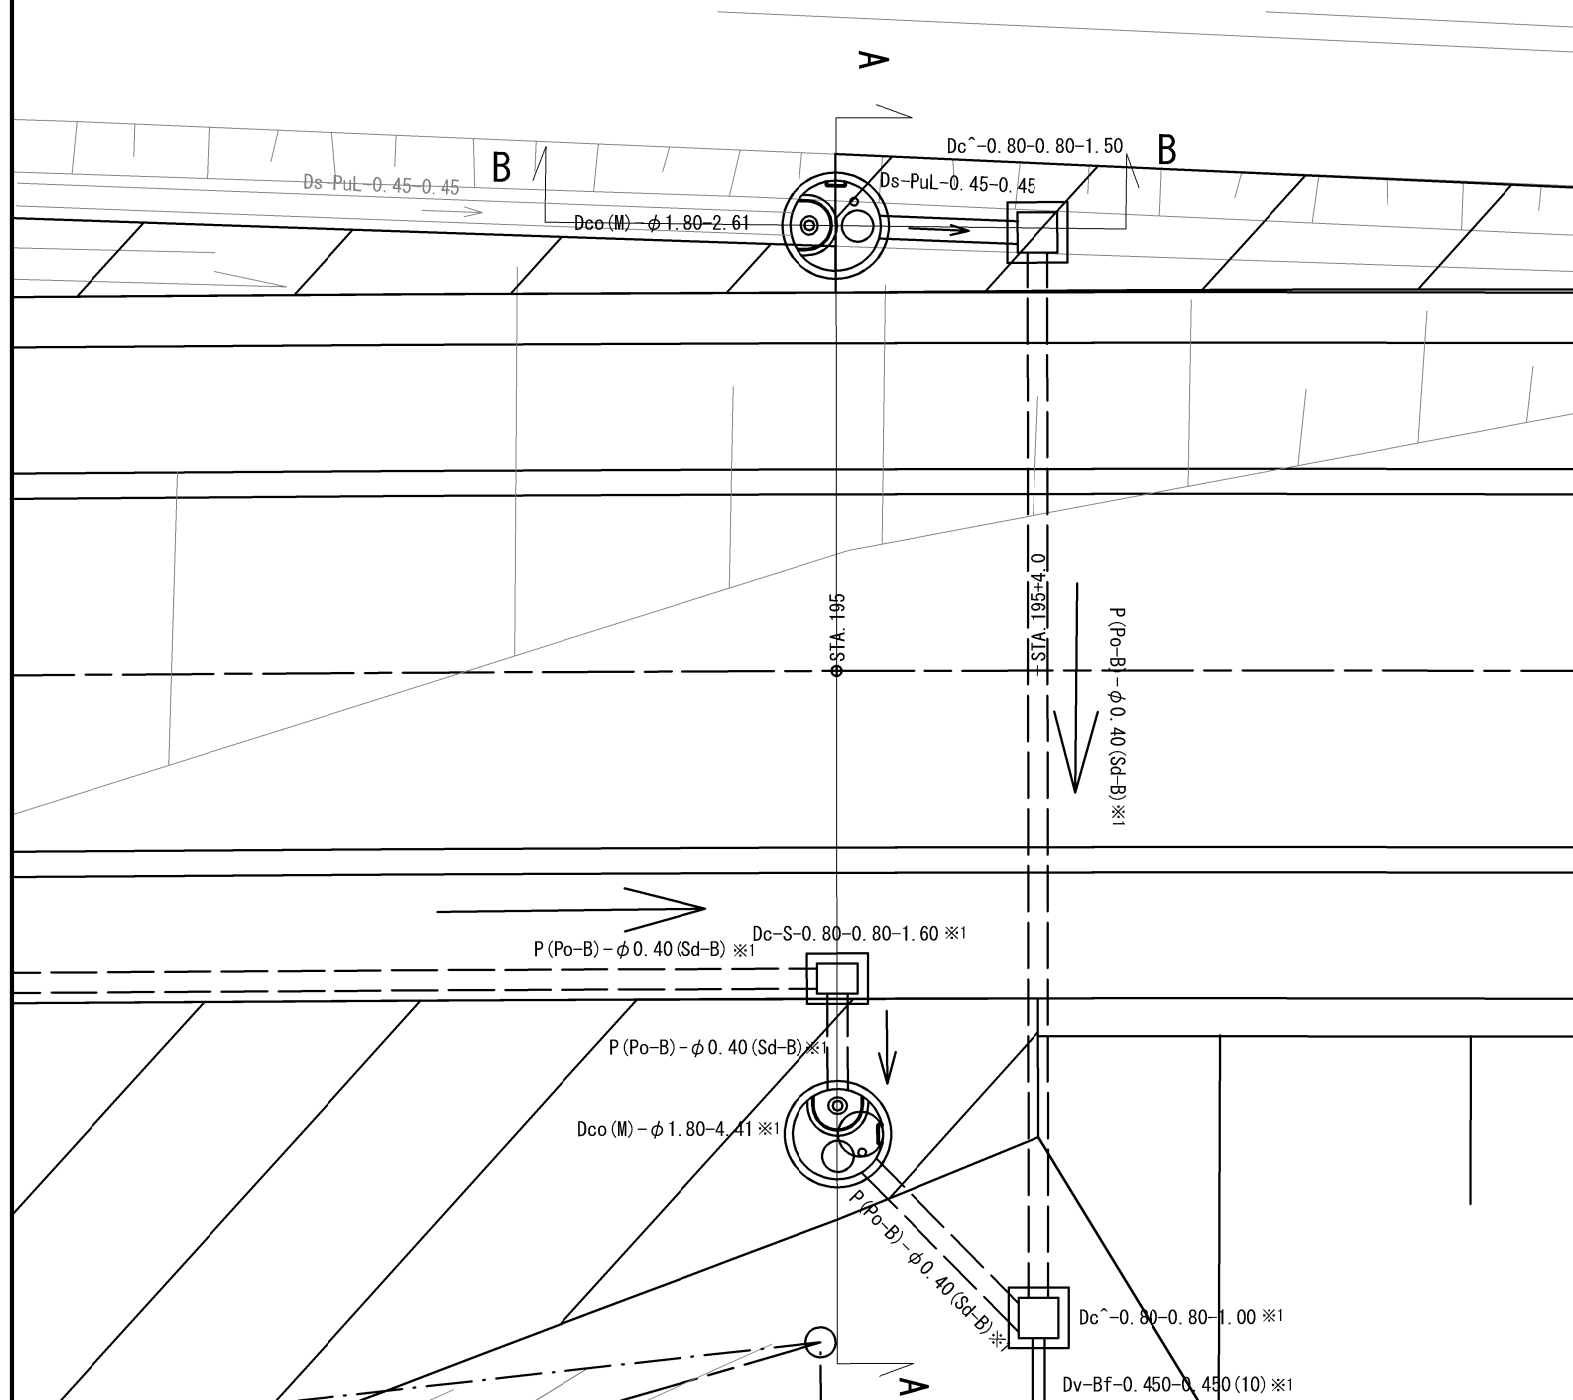 A
Dc^-0.80-0.80-1.50
B
B
Ds-PuL-0.45-0.45
Ds-PuL-0.45-0.45
Dco(M)-φ1.80-2.61
STA.195
STA.195+4.0
P(Po-B)-φ0.40(Sd-B)※1
Dc-S-0.80-0.80-1.60 ※1
P(Po-B)-φ0.40(Sd-B) ※1
P(Po-B)-φ0.40(Sd-B)※1
Dco(M)-φ1.80-4.41 ※1
P(Po-B)-φ0.40(Sd-B)※1
Dc^-0.80-0.80-1.00 ※1
Dv-Bf-0.450-0.450(10)※1
A